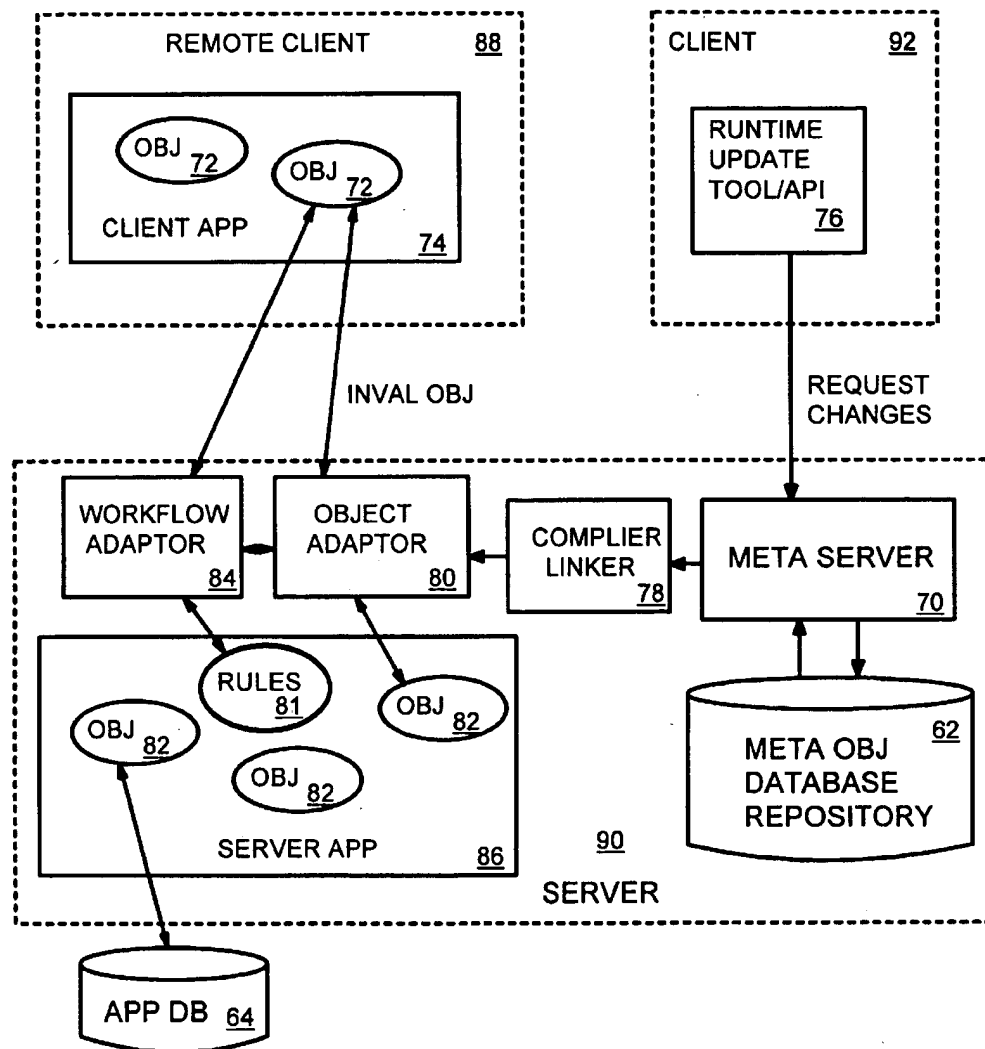 REMOTE CLIENT 88
OBJ 72
OBJ 72
CLIENT APP 74
CLIENT 92
RUNTIME
UPDATE
TOOL/API
76
INVAL OBJ
REQUEST
CHANGES
WORKFLOW
ADAPTOR
84
OBJECT
ADAPTOR
80
COMPLIER
LINKER
78
META SERVER
70
RULES
81
OBJ 82
OBJ 82
OBJ 82
SERVER APP 86
62
META OBJ
DATABASE
REPOSITORY
90
SERVER
APP DB 64